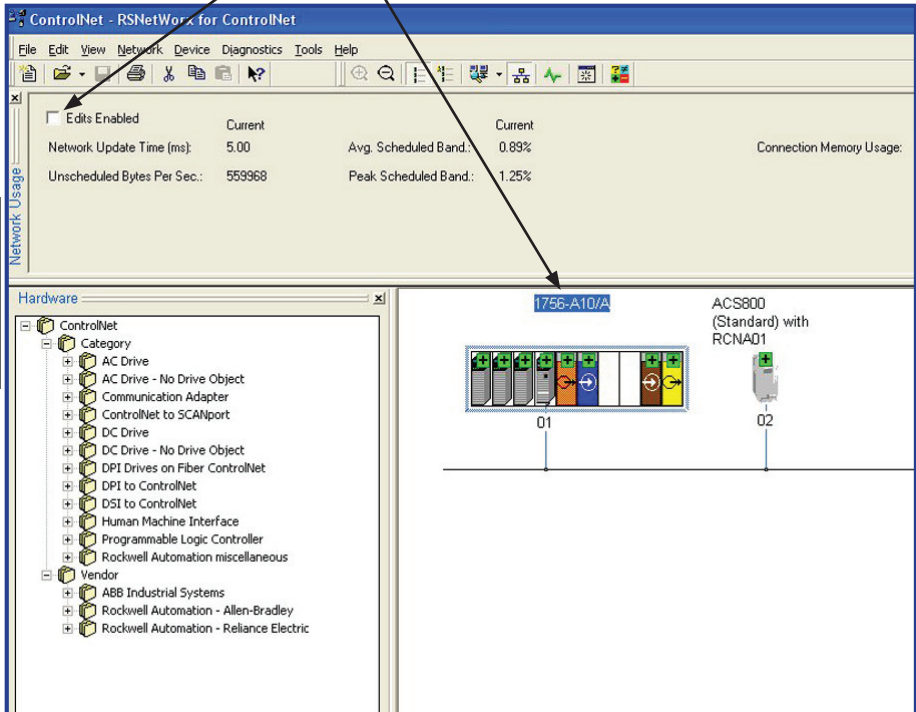 ControlNet - RSNetWorx for ControlNet
File Edit View Network Device Diagnostics Tools Help
Edits Enabled
Current
Current
Network Update Time (ms): 5.00 Avg. Scheduled Band.: 0.89% Connection Memory Usage:
Unscheduled Bytes Per Sec.: 559968 Peak Scheduled Band.: 1.25%
Network Usage
Hardware
ControlNet
Category
AC Drive
AC Drive - No Drive Object
Communication Adapter
ControlNet to SCANport
DC Drive
DC Drive - No Drive Object
DPI Drives on Fiber ControlNet
DPI to ControlNet
DSI to ControlNet
Human Machine Interface
Programmable Logic Controller
Rockwell Automation miscellaneous
Vendor
ABB Industrial Systems
Rockwell Automation - Allen-Bradley
Rockwell Automation - Reliance Electric
1756-A10/A
ACS800
(Standard) with
RCNA01
01
02